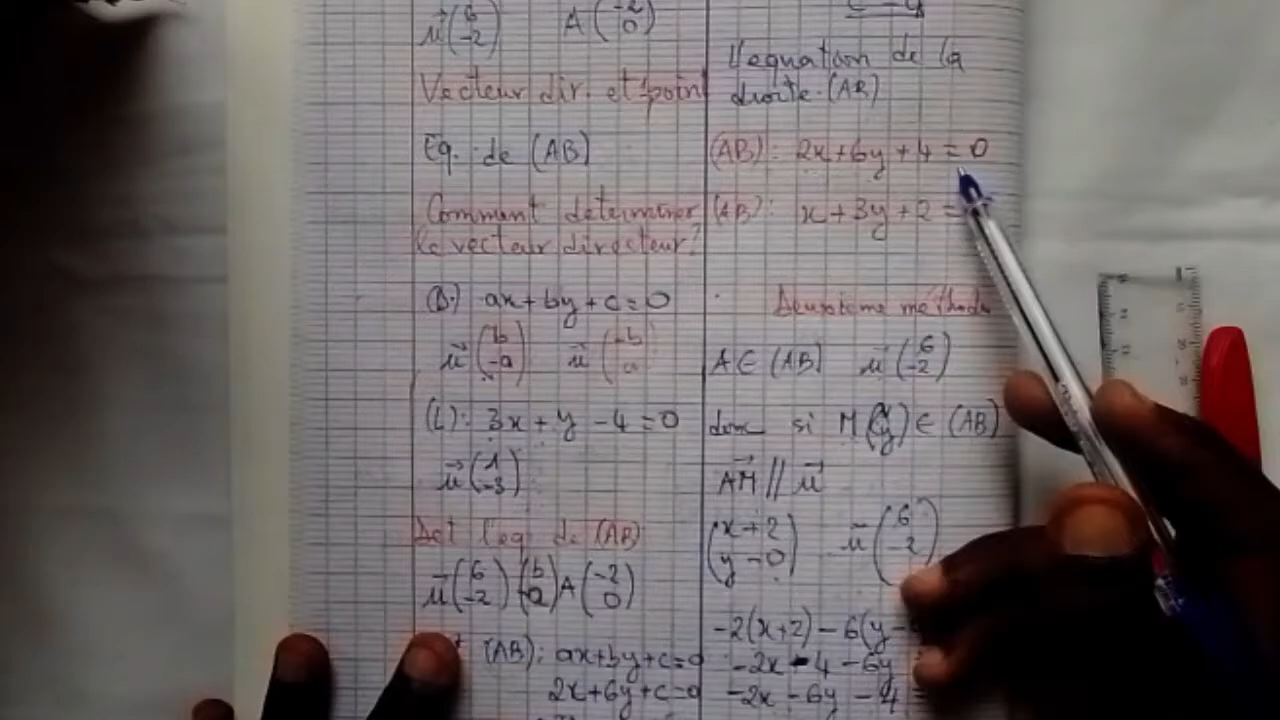 u⃗(6 -2) A(-2 0)
Vecteur dir. et 1point
Eq. de (AB)
Comment déterminer
le vecteur directeur?
(D): ax+by+c=0
u⃗(b -a) u⃗(-b a)
(L): 3x+y-4=0
u⃗(1 -3)
Det l'eq de (AB)
u⃗(6 -2) (b -a) A(-2 0)
(AB): ax+by+c=0
2x+6y+c=0
L'equation de la
droite (AB)
(AB): 2x+6y+4=0
(AB): x+3y+2=
Deuxieme méthode
A∈(AB) u⃗(6 -2)
donc si M(x y)∈(AB)
AM⃗ // u⃗
(x+2 y-0) u⃗(6 -2)
-2(x+2)-6(y-
-2x-4-6y
-2x-6y-4